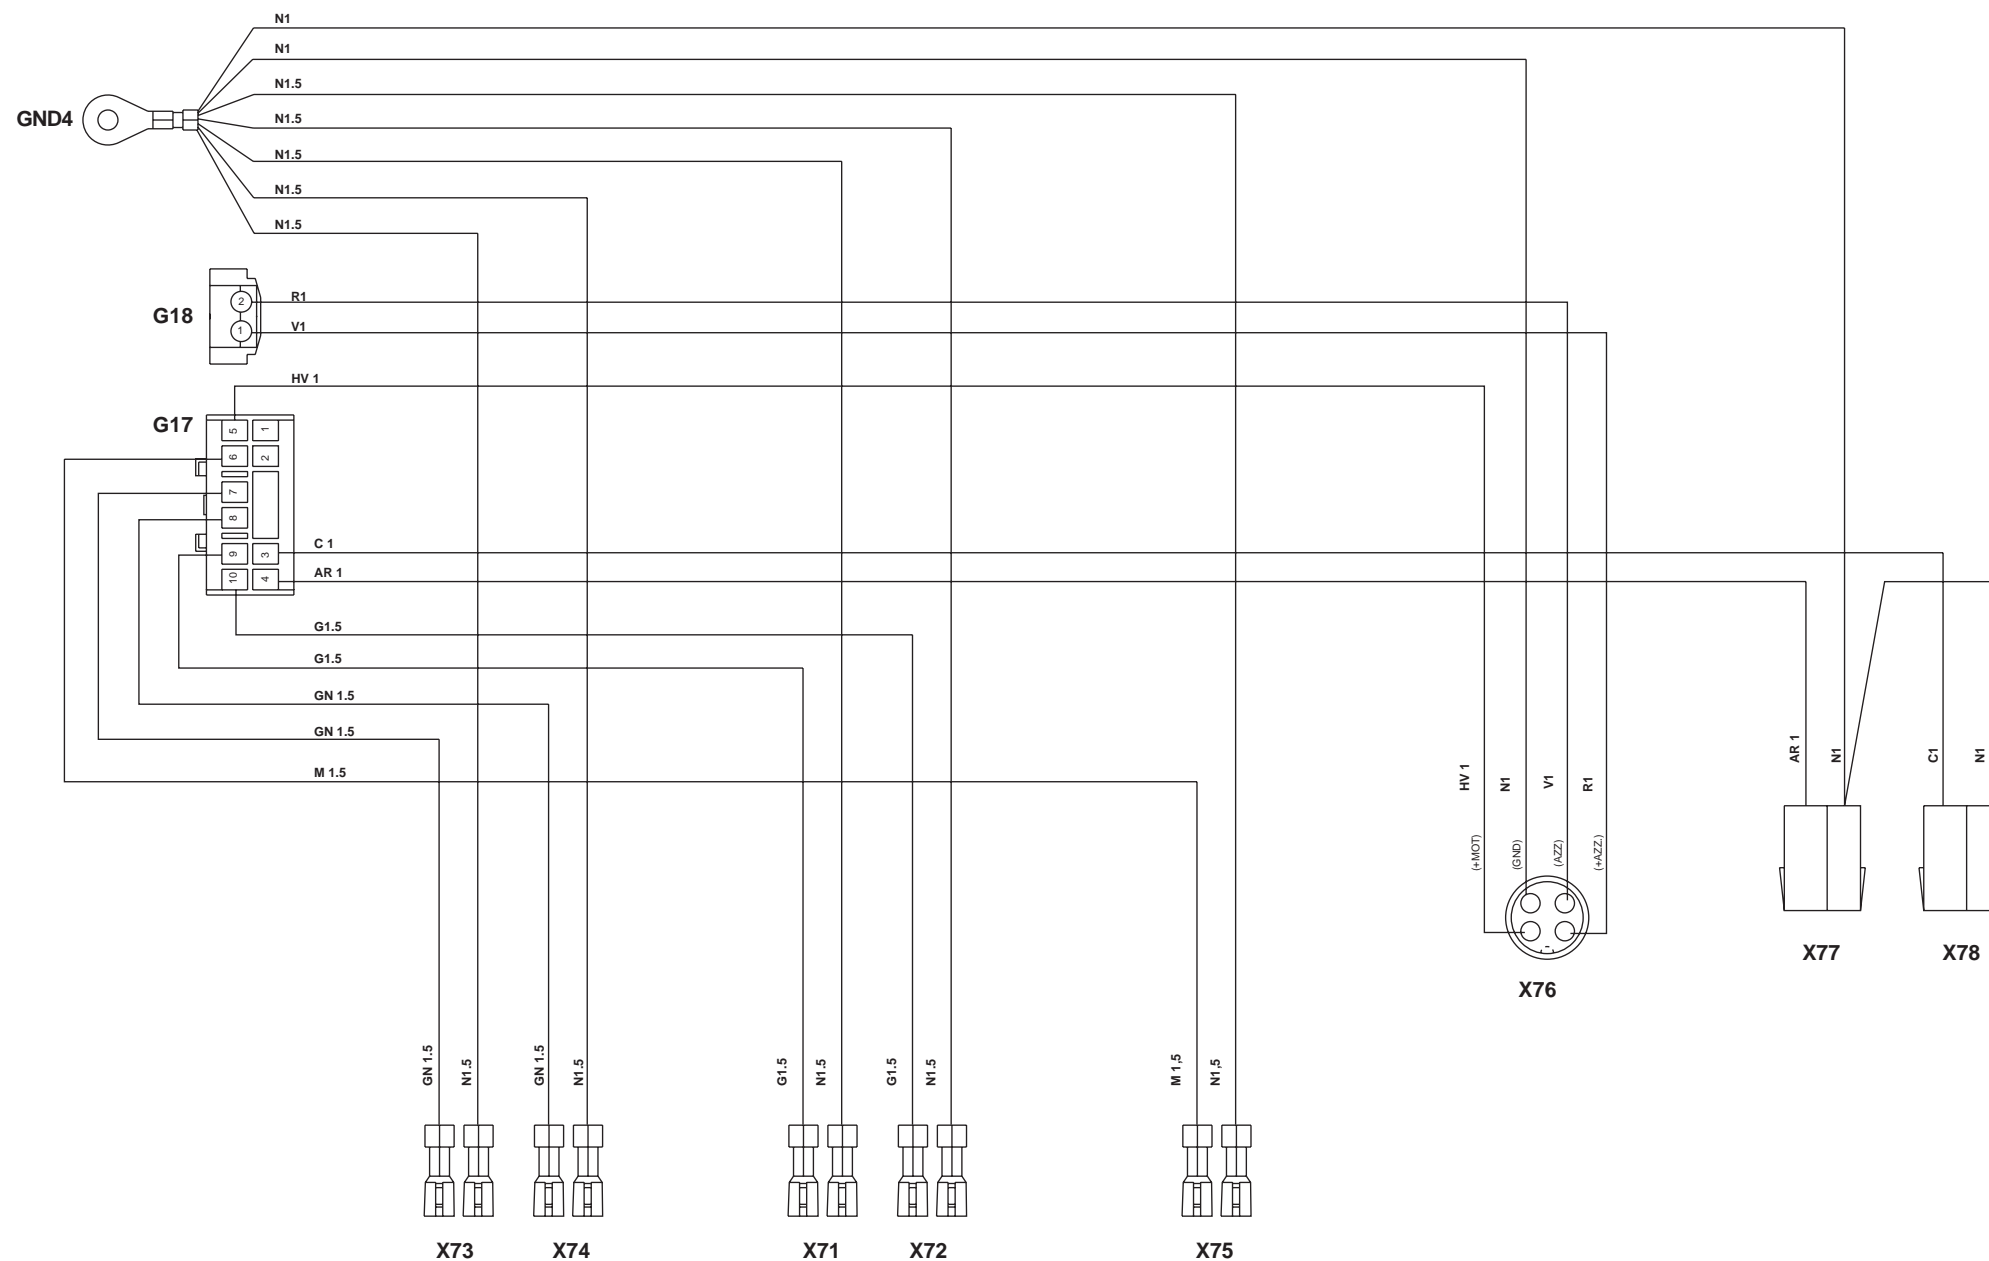 N1
N1
N1.5
GND4
N1.5
N1.5
N1.5
N1.5
G18
2
R1
1
V1
HV 1
G17
5 1
6 2
7
8
9 3
C 1
10 4
AR 1
G1.5
G1.5
GN 1.5
GN 1.5
M 1.5
HV 1
N1
V1
R1
AR 1
N1
C1
N1
(+MOT)
(GND)
(AZZ)
(+AZZ.)
X77
X78
X76
GN 1.5
N1.5
GN 1.5
N1.5
G1.5
N1.5
G1.5
N1.5
M 1,5
N1,5
X73
X74
X71
X72
X75